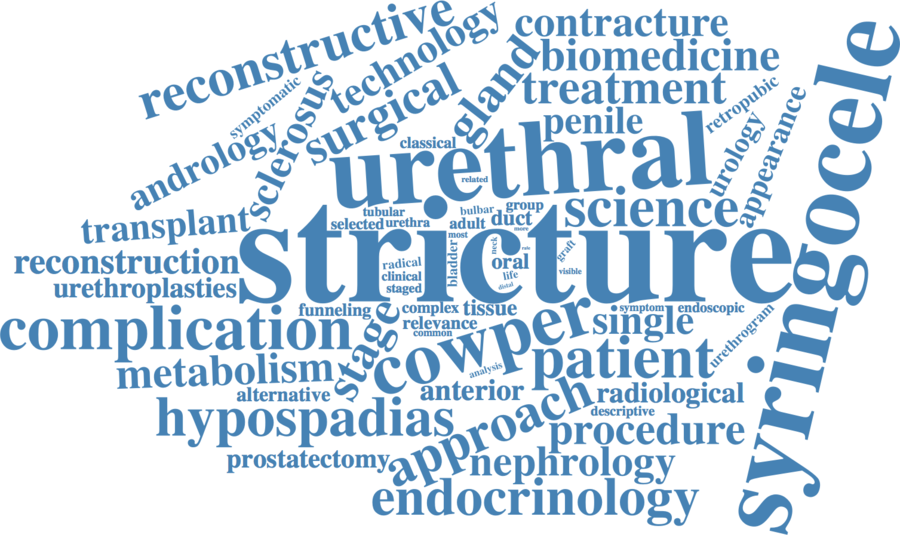 reconstructive
contracture
technology
biomedicine
symptomatic
sclerosus
surgical
gland
treatment
retropubic
syringocele
andrology
classical
penile
urology
appearance
urethral
related
transplant
tubular
bulbar
group
science
selected
urethra
adult
duct
most
more
stricture
reconstruction
radical
bladder
neck
rate
oral
graft
clinical
life
visible
urethroplasties
staged
distal
funneling
complex
tissue
symptom
endoscopic
complication
stage
relevance
common
cowper
single
urethrogram
metabolism
analysis
patient
alternative
anterior
radiological
hypospadias
approach
descriptive
procedure
prostatectomy
nephrology
endocrinology